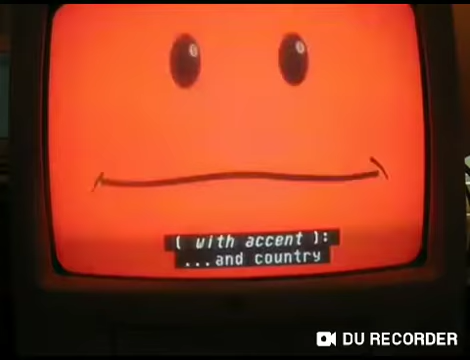 ( with accent ):
...and country
DU RECORDER